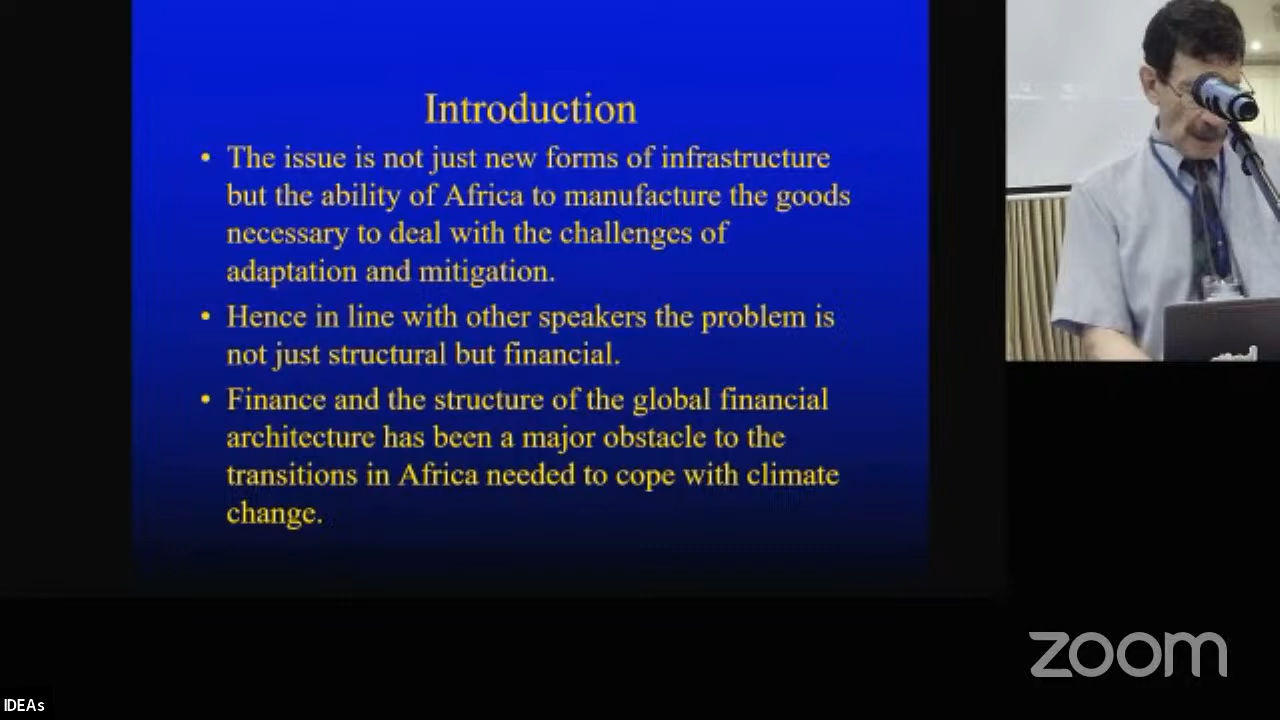 Introduction
• The issue is not just new forms of infrastructure
but the ability of Africa to manufacture the goods
necessary to deal with the challenges of
adaptation and mitigation.
• Hence in line with other speakers the problem is
not just structural but financial.
• Finance and the structure of the global financial
architecture has been a major obstacle to the
transitions in Africa needed to cope with climate
change.
zoom
IDEAs